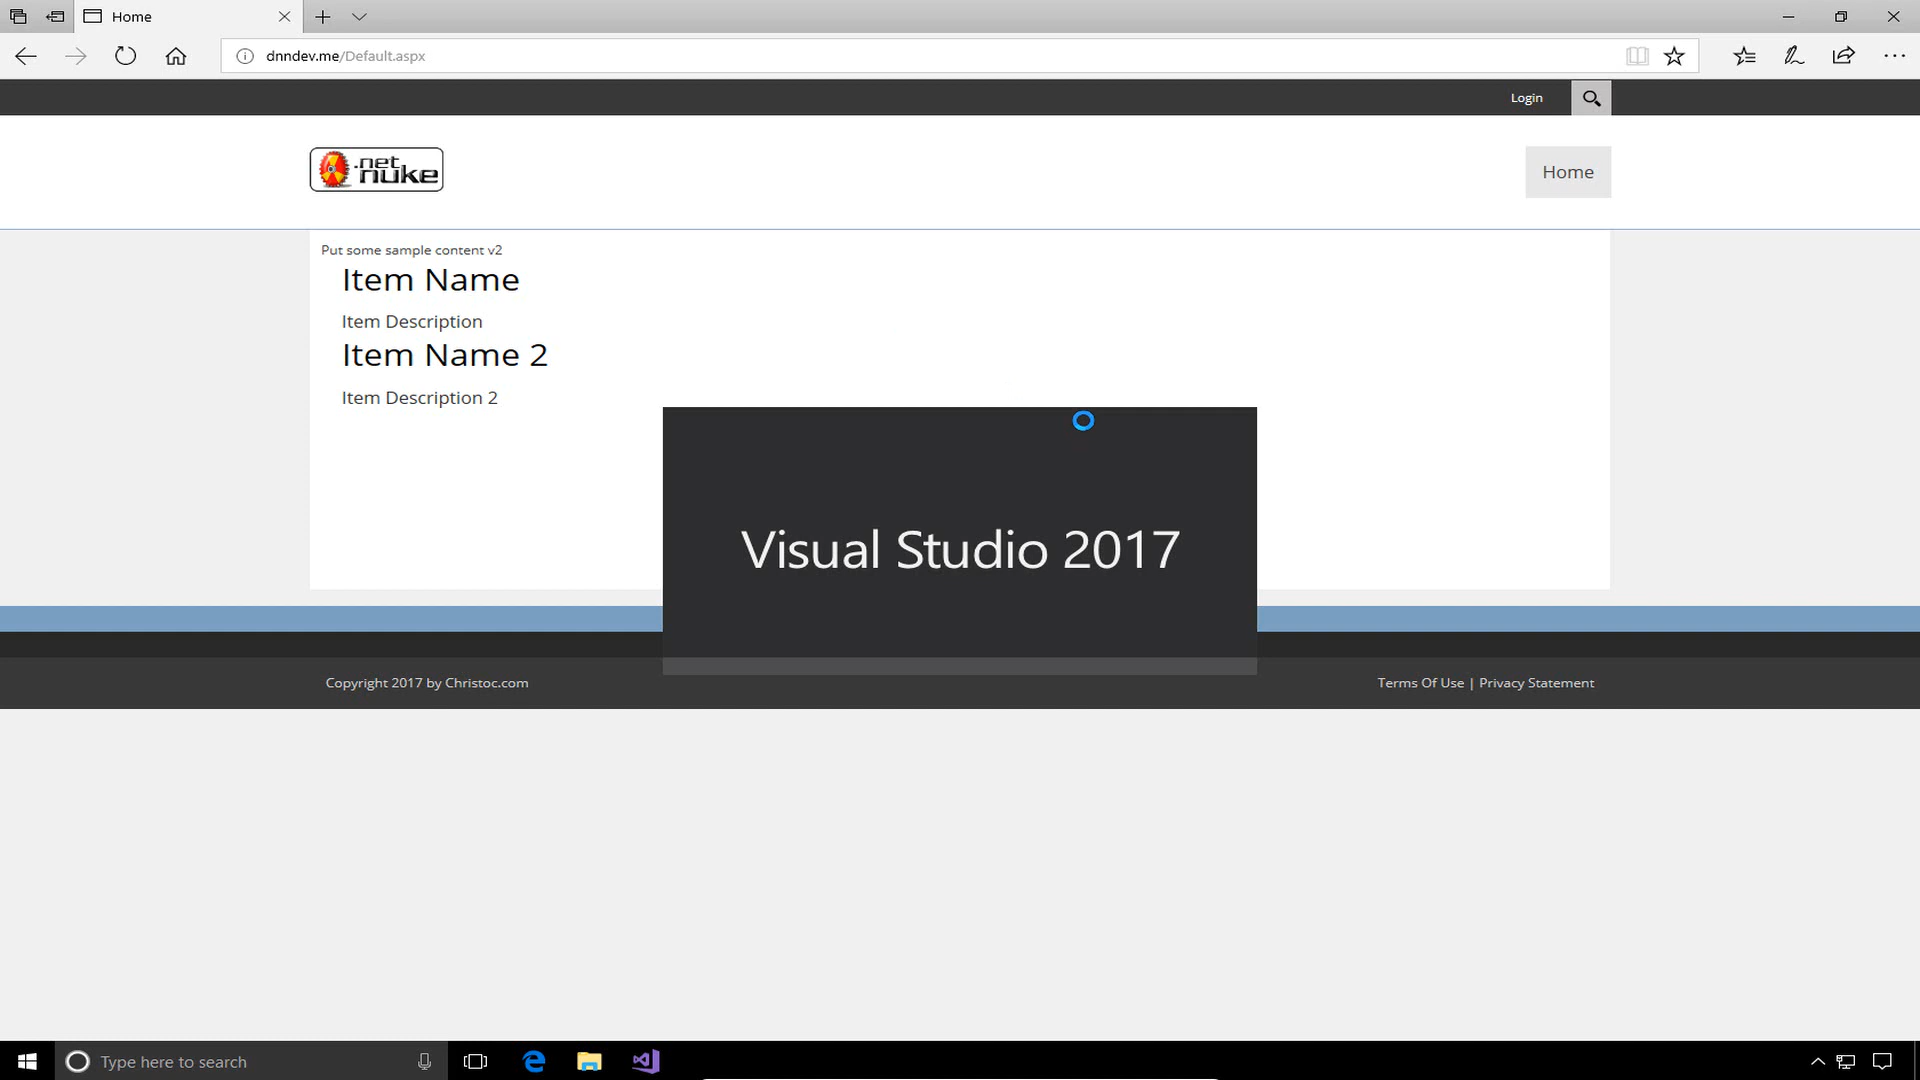 Home
dnndev.me/Default.aspx
Login
.net
nuke
Home
Put some sample content v2
Item Name
Item Description
Item Name 2
Item Description 2
Visual Studio 2017
Copyright 2017 by Christoc.com
Terms Of Use | Privacy Statement
Type here to search